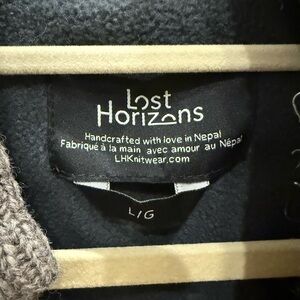 Lost
Horizons
Handcrafted with love in Nepal
Fabriqué à la main avec amour au Népal
LHKnitwear.com
L/G